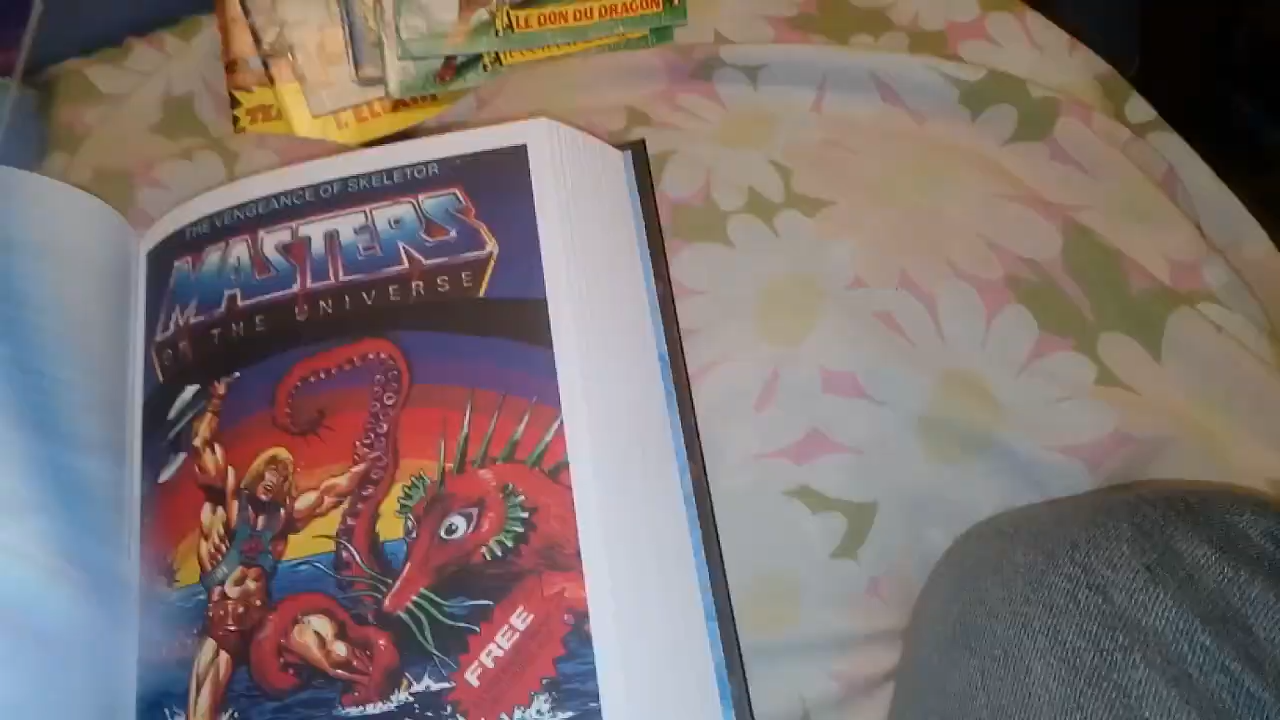 LE DON DU DRAGON
THE VENGEANCE OF SKELETOR
MASTERS
OF THE UNIVERSE
FREE